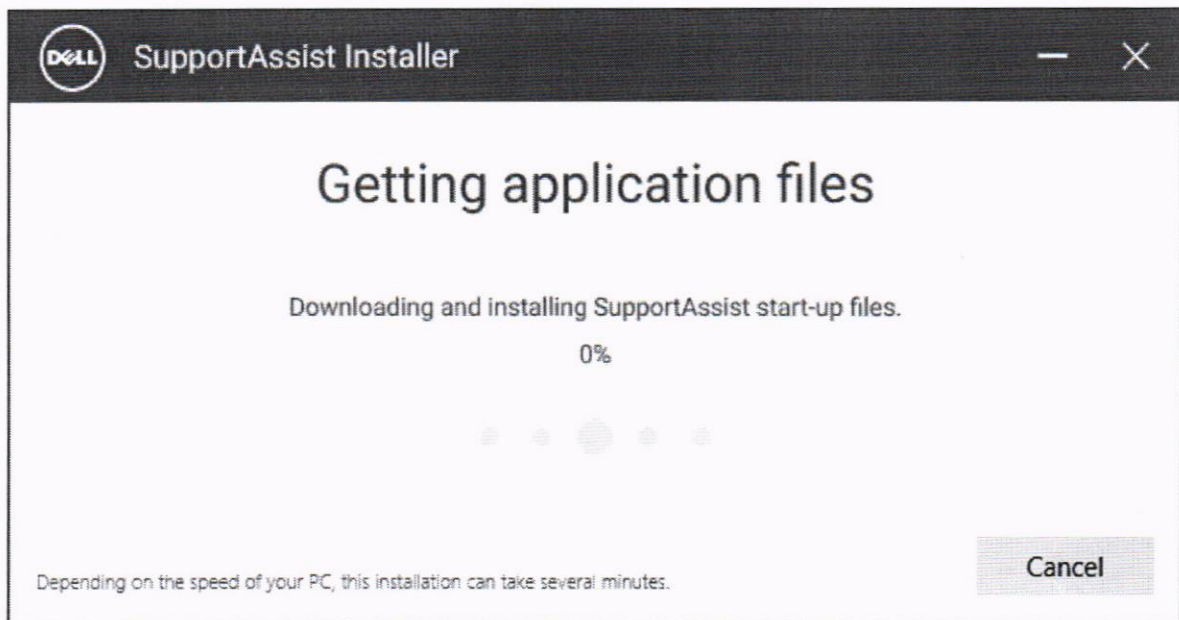 DELL SupportAssist Installer
Getting application files
Downloading and installing SupportAssist start-up files.
0%
Cancel
Depending on the speed of your PC, this installation can take several minutes.